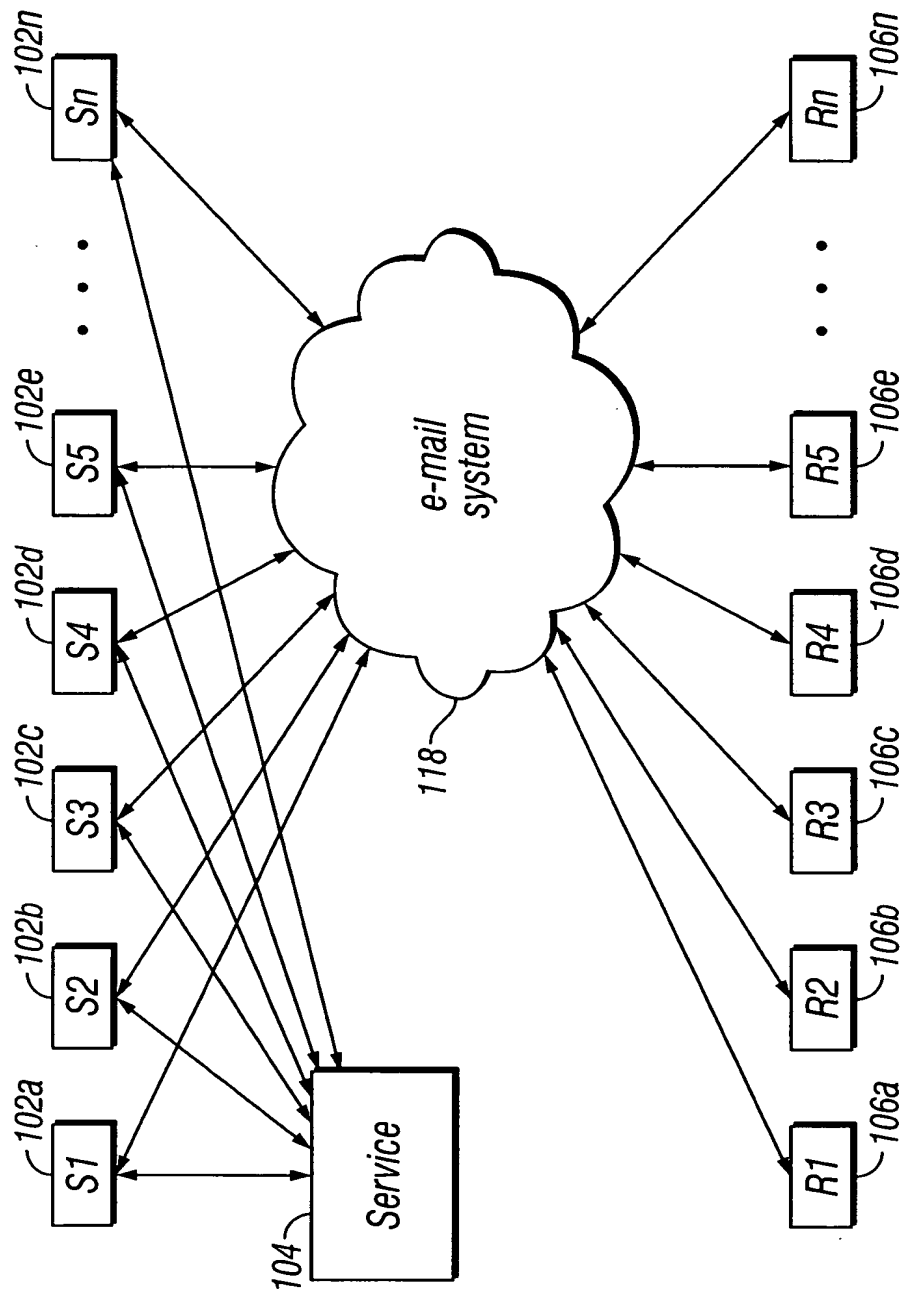 102a
102b
102c
102d
102e
102n
S1
S2
S3
S4
S5
Sn
• • •
104
Service
e-mail
system
118
R1
R2
R3
R4
R5
Rn
• • •
106a
106b
106c
106d
106e
106n